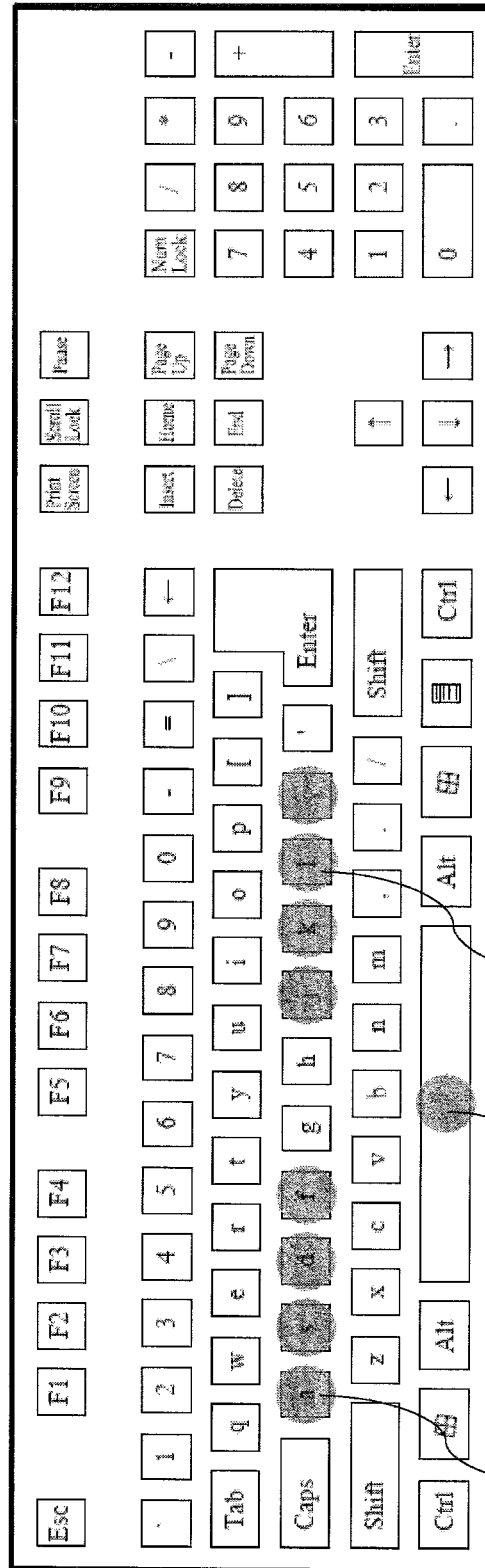 Esc F1 F2 F3 F4 F5 F6 F7 F8 F9 F10 F11 F12 Print Screen Scroll Lock Pause
` 1 2 3 4 5 6 7 8 9 0 - = \ ← Insert Home Page Up Num Lock / * -
Tab q w e r t y u i o p [ ] Delete End Page Down 7 8 9 +
Caps a s d f g h j k l ; ' Enter 4 5 6
Shift z x c v b n m , . / Shift ↑ 1 2 3 Enter
Ctrl Alt Alt Ctrl ← ↓ → 0 .